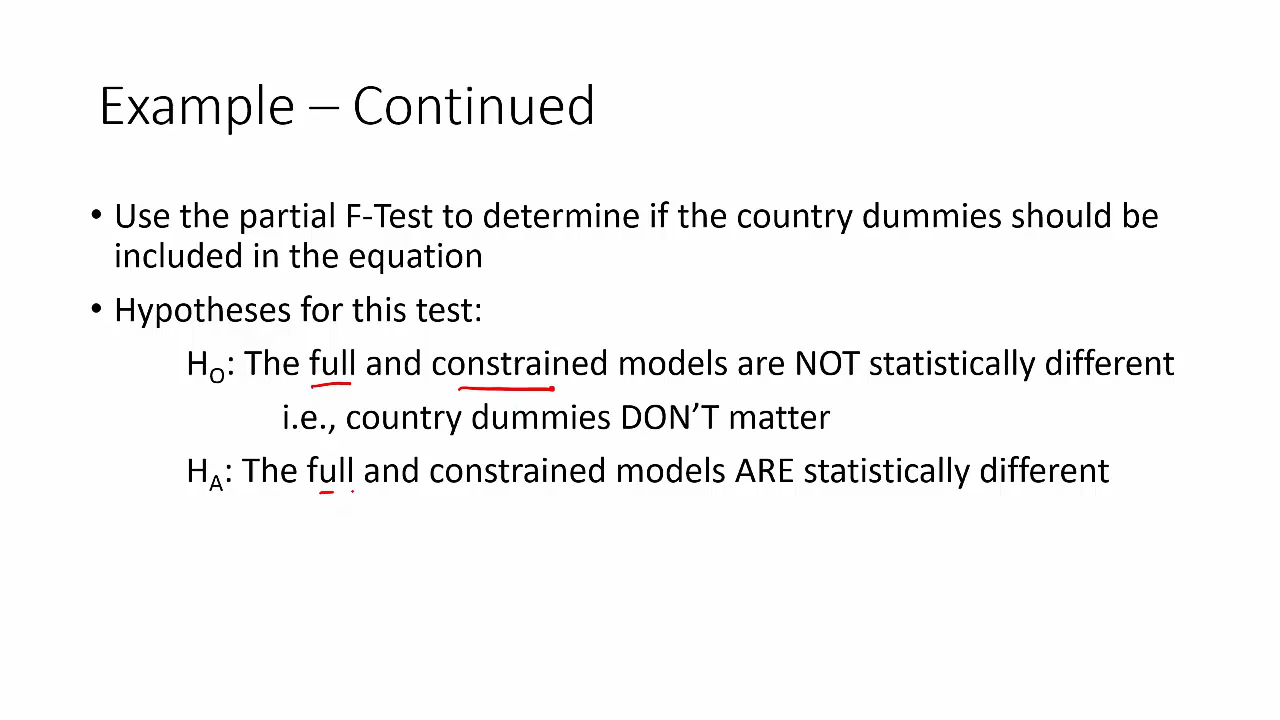 Example – Continued
• Use the partial F-Test to determine if the country dummies should be
included in the equation
• Hypotheses for this test:
HO: The full and constrained models are NOT statistically different
i.e., country dummies DON’T matter
HA: The full and constrained models ARE statistically different